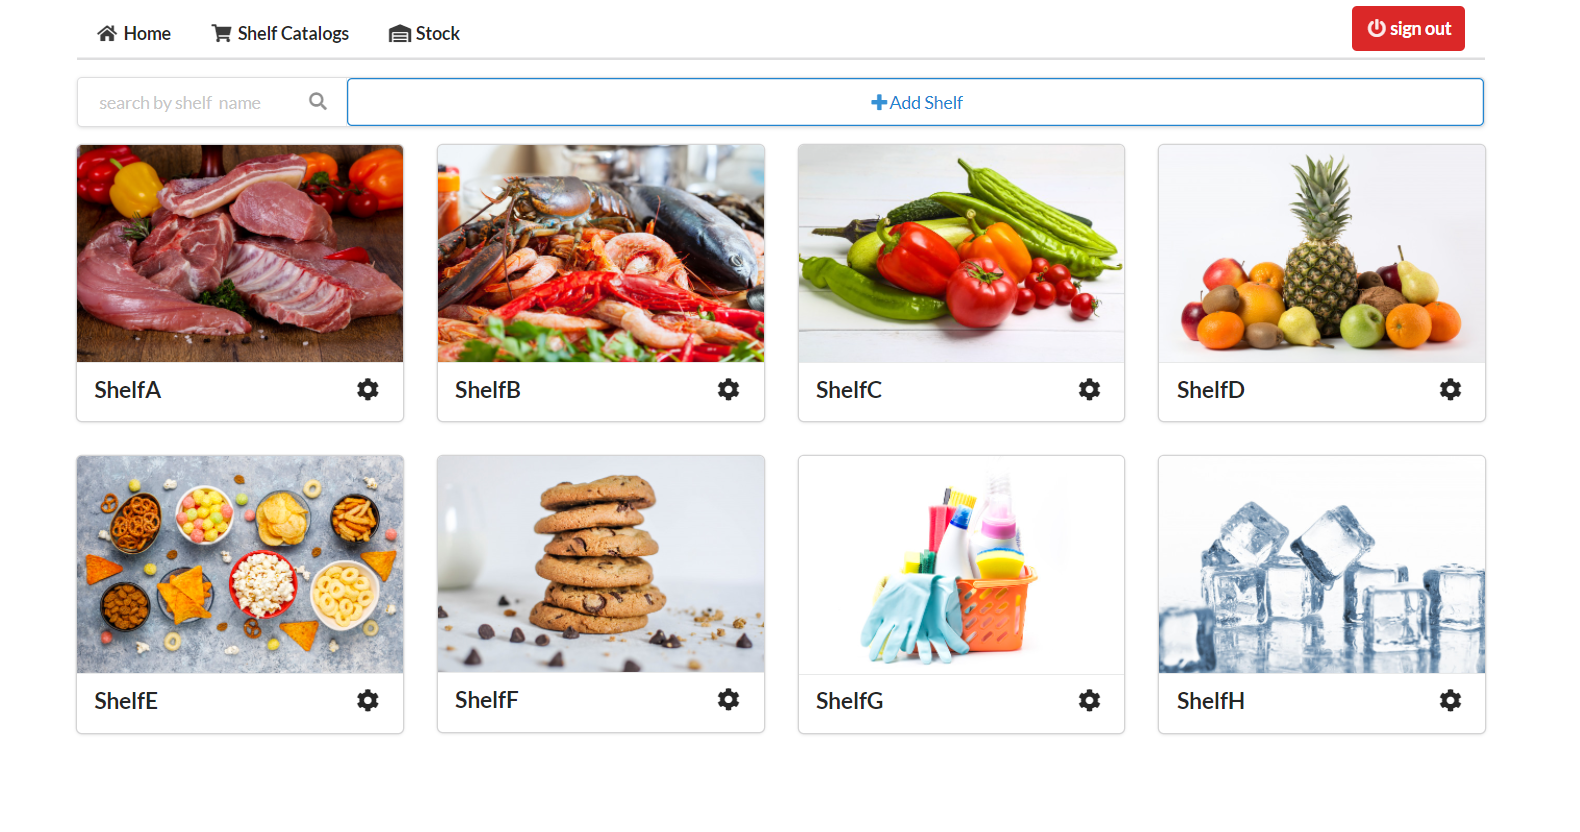 Home Shelf Catalogs Stock sign out
search by shelf name Add Shelf
ShelfA ShelfB ShelfC ShelfD
ShelfE ShelfF ShelfG ShelfH